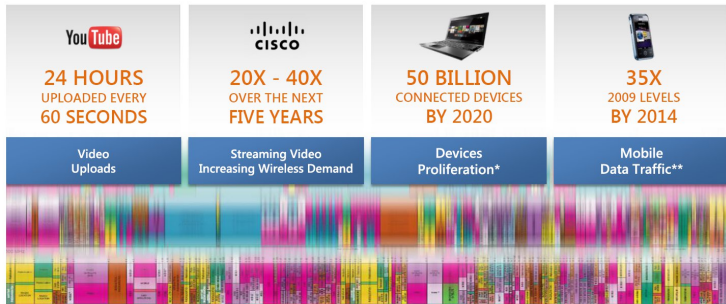 YouTube
24 HOURS
UPLOADED EVERY
60 SECONDS
Video
Uploads
CISCO
20X - 40X
OVER THE NEXT
FIVE YEARS
Streaming Video
Increasing Wireless Demand
50 BILLION
CONNECTED DEVICES
BY 2020
Devices
Proliferation*
35X
2009 LEVELS
BY 2014
Mobile
Data Traffic**